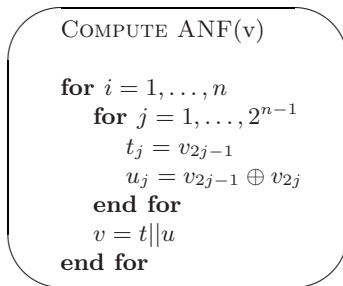 COMPUTE ANF(v)
for i = 1, . . . , n
for j = 1, . . . , 2^{n−1}
t_j = v_{2j−1}
u_j = v_{2j−1} ⊕ v_{2j}
end for
v = t||u
end for